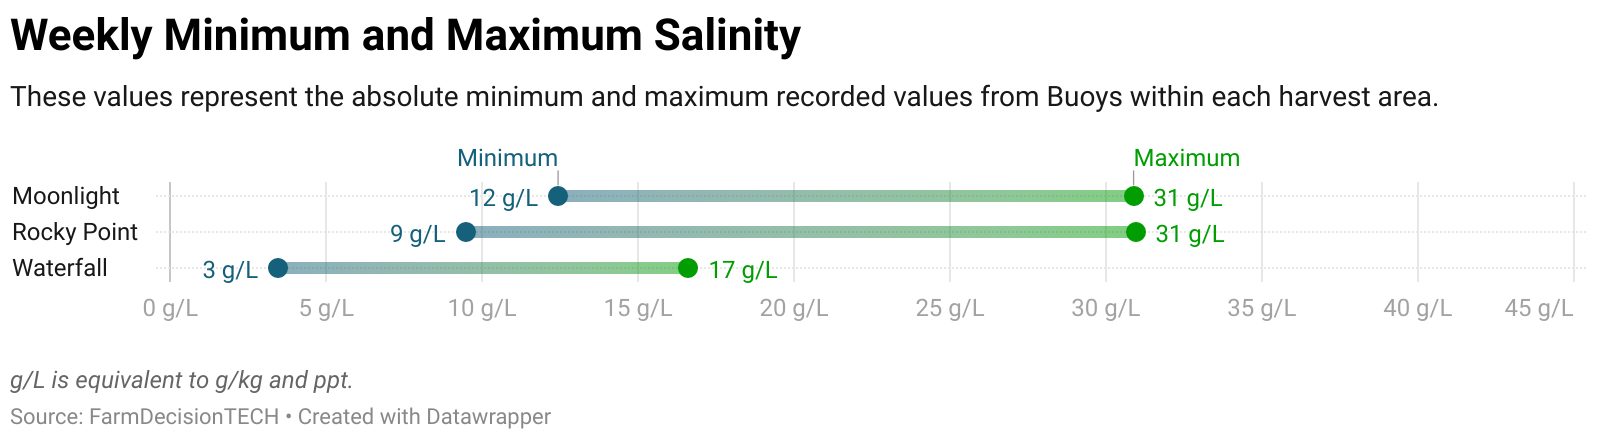 Weekly Minimum and Maximum Salinity
These values represent the absolute minimum and maximum recorded values from Buoys within each harvest area.
Minimum Maximum
Moonlight 12 g/L 31 g/L
Rocky Point 9 g/L 31 g/L
Waterfall 3 g/L 17 g/L
0 g/L 5 g/L 10 g/L 15 g/L 20 g/L 25 g/L 30 g/L 35 g/L 40 g/L 45 g/L
g/L is equivalent to g/kg and ppt.
Source: FarmDecisionTECH • Created with Datawrapper